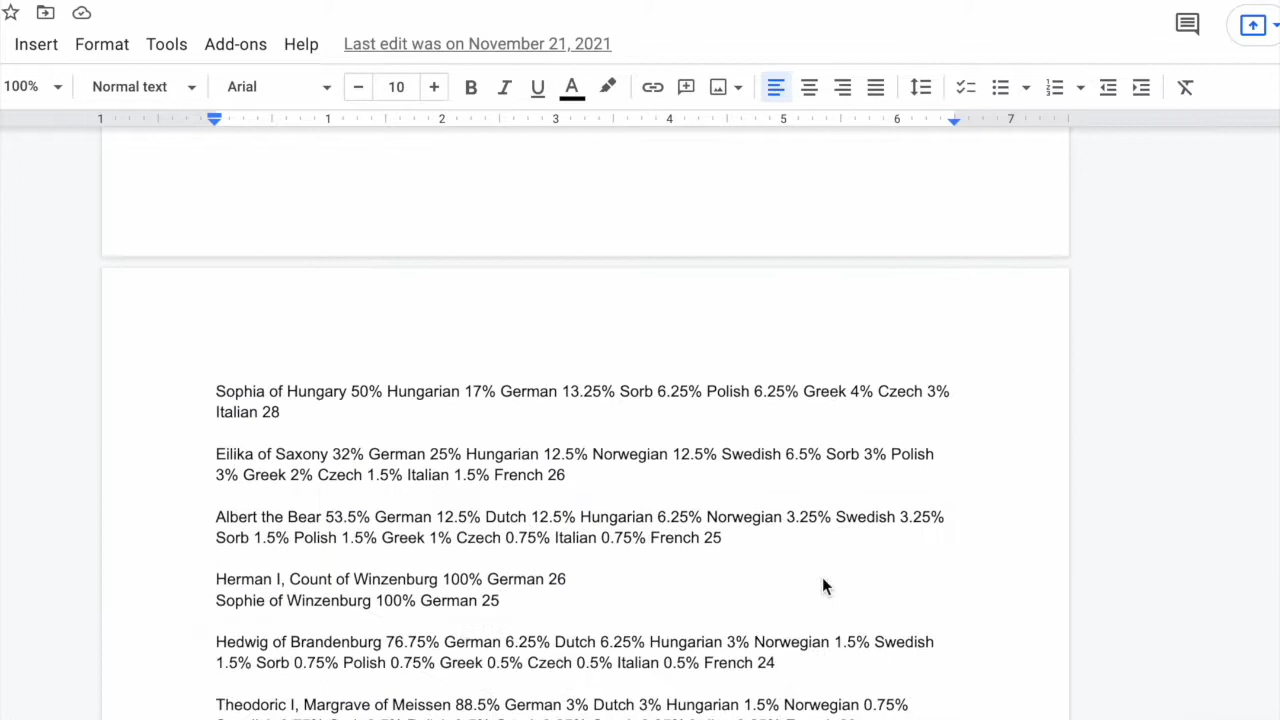 Insert Format Tools Add-ons Help Last edit was on November 21, 2021
100% Normal text Arial 10 B I U A
1 1 2 3 4 5 6 7
Sophia of Hungary 50% Hungarian 17% German 13.25% Sorb 6.25% Polish 6.25% Greek 4% Czech 3%
Italian 28
Eilika of Saxony 32% German 25% Hungarian 12.5% Norwegian 12.5% Swedish 6.5% Sorb 3% Polish
3% Greek 2% Czech 1.5% Italian 1.5% French 26
Albert the Bear 53.5% German 12.5% Dutch 12.5% Hungarian 6.25% Norwegian 3.25% Swedish 3.25%
Sorb 1.5% Polish 1.5% Greek 1% Czech 0.75% Italian 0.75% French 25
Herman I, Count of Winzenburg 100% German 26
Sophie of Winzenburg 100% German 25
Hedwig of Brandenburg 76.75% German 6.25% Dutch 6.25% Hungarian 3% Norwegian 1.5% Swedish
1.5% Sorb 0.75% Polish 0.75% Greek 0.5% Czech 0.5% Italian 0.5% French 24
Theodoric I, Margrave of Meissen 88.5% German 3% Dutch 3% Hungarian 1.5% Norwegian 0.75%